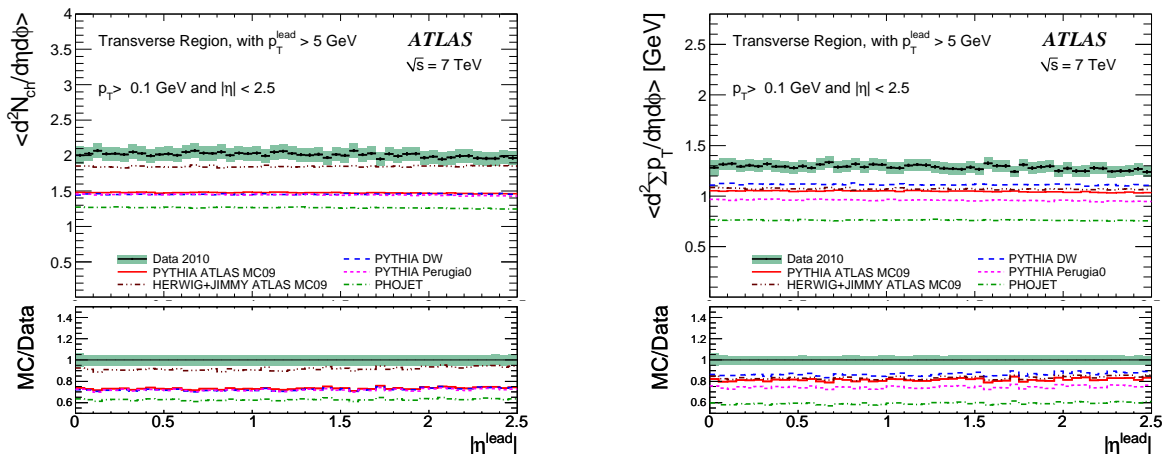 <d²N_ch/dηdϕ>
4
3.5
3
2.5
2
1.5
1
0.5
Transverse Region, with p_T^lead > 5 GeV
ATLAS
√s = 7 TeV
p_T > 0.1 GeV and |η| < 2.5
Data 2010
PYTHIA ATLAS MC09
HERWIG+JIMMY ATLAS MC09
PYTHIA DW
PYTHIA Perugia0
PHOJET
MC/Data
1.4
1.2
1
0.8
0.6
0 0.5 1 1.5 2 2.5
|η^lead|
<d²∑p_T/dηdϕ> [GeV]
2.5
2
1.5
1
0.5
Transverse Region, with p_T^lead > 5 GeV
ATLAS
√s = 7 TeV
p_T > 0.1 GeV and |η| < 2.5
Data 2010
PYTHIA ATLAS MC09
HERWIG+JIMMY ATLAS MC09
PYTHIA DW
PYTHIA Perugia0
PHOJET
MC/Data
1.4
1.2
1
0.8
0.6
0 0.5 1 1.5 2 2.5
|η^lead|